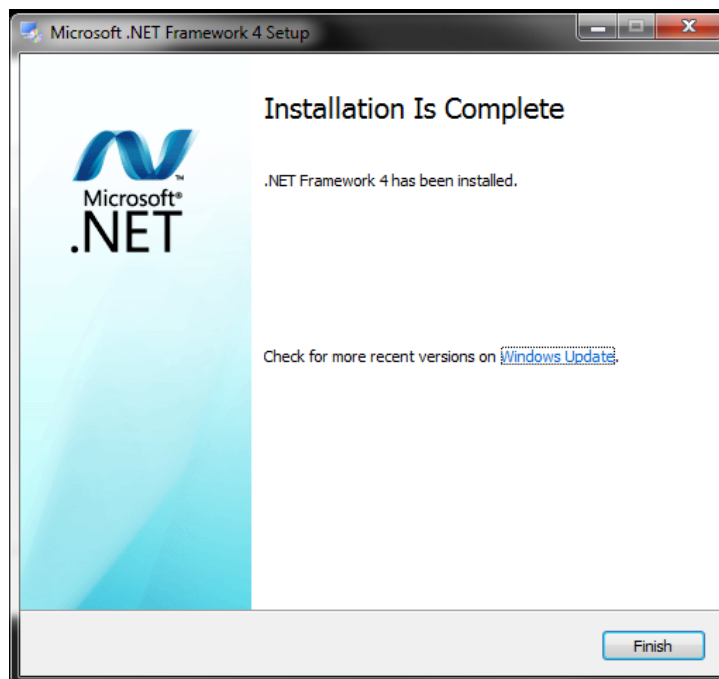 Microsoft .NET Framework 4 Setup
Installation Is Complete
.NET Framework 4 has been installed.
Microsoft®
.NET™
Check for more recent versions on Windows Update.
Finish